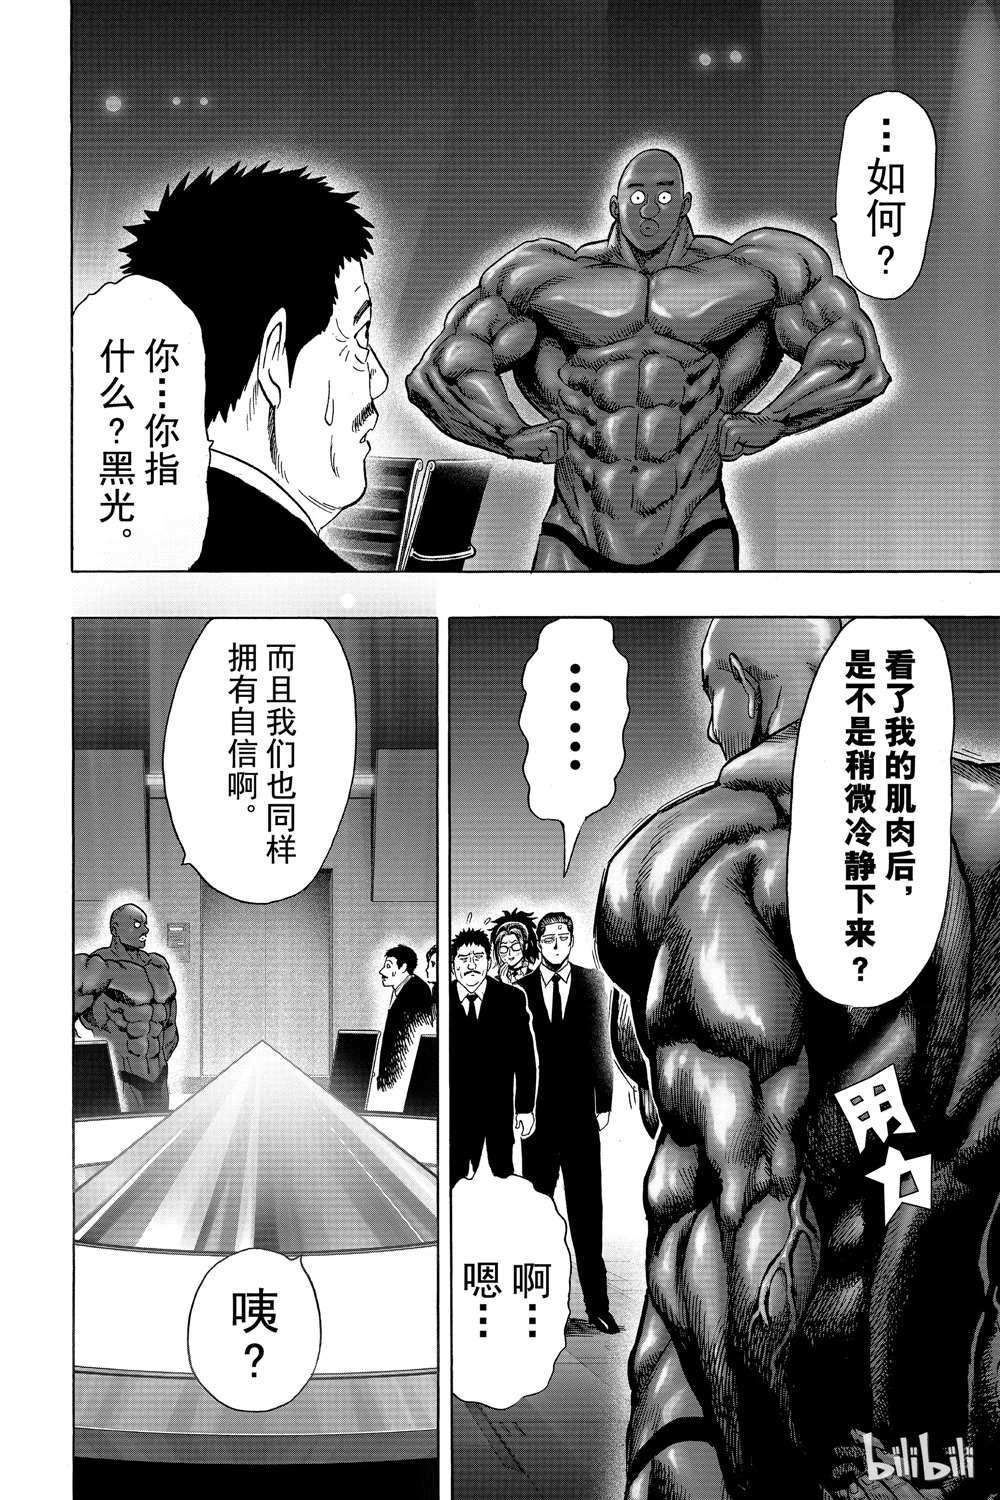 …如何？
你…你指
什么？黑光。
看了我的肌肉后，
是不是稍微冷静下来？
………
啊…
嗯…
而且我们也同样
拥有自信啊。
咦？
bilibili